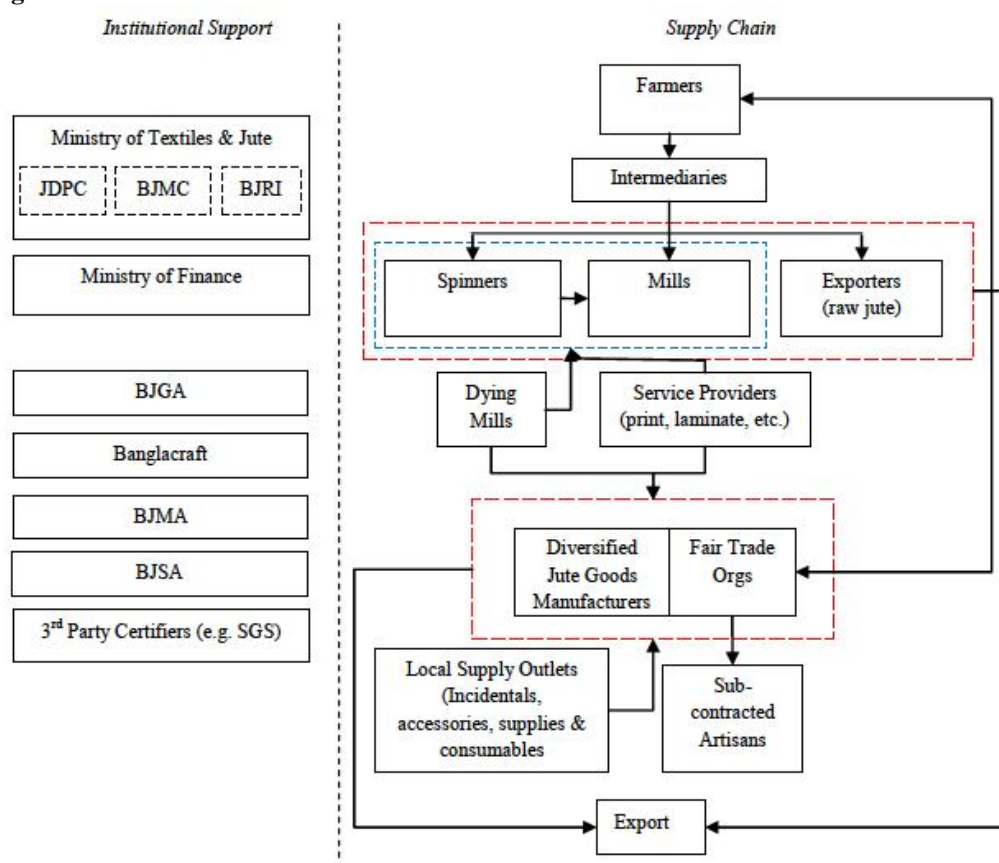 Institutional Support
Supply Chain
Ministry of Textiles & Jute
JDPC
BJMC
BJRI
Ministry of Finance
BJGA
Banglacraft
BJMA
BJSA
3rd Party Certifiers (e.g. SGS)
Farmers
Intermediaries
Spinners
Mills
Exporters
(raw jute)
Dying
Mills
Service Providers
(print, laminate, etc.)
Diversified
Jute Goods
Manufacturers
Fair Trade
Orgs
Local Supply Outlets
(Incidentals,
accessories, supplies &
consumables
Sub-
contracted
Artisans
Export